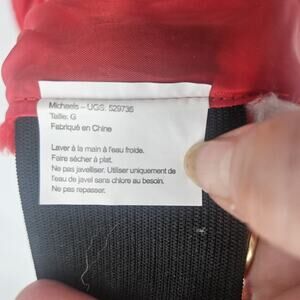 Michaels – UGS. 529735
Taille: G
Fabriqué en Chine
Laver à la main à l'eau froide.
Faire sécher à plat.
Ne pas javelliser. Utiliser uniquement de
l'eau de javel sans chlore au besoin.
Ne pas repasser.